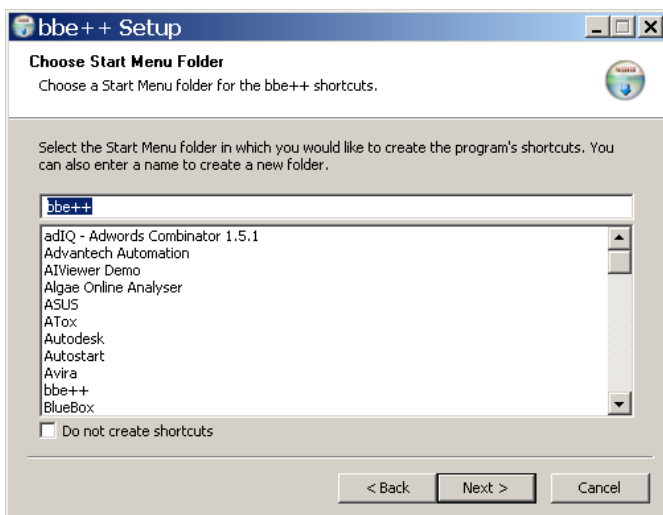 bbe++ Setup
Choose Start Menu Folder
Choose a Start Menu folder for the bbe++ shortcuts.
Select the Start Menu folder in which you would like to create the program's shortcuts. You
can also enter a name to create a new folder.
bbe++
adIQ - Adwords Combinator 1.5.1
Advantech Automation
AIViewer Demo
Algae Online Analyser
ASUS
ATox
Autodesk
Autostart
Avira
bbe++
BlueBox
Do not create shortcuts
< Back
Next >
Cancel